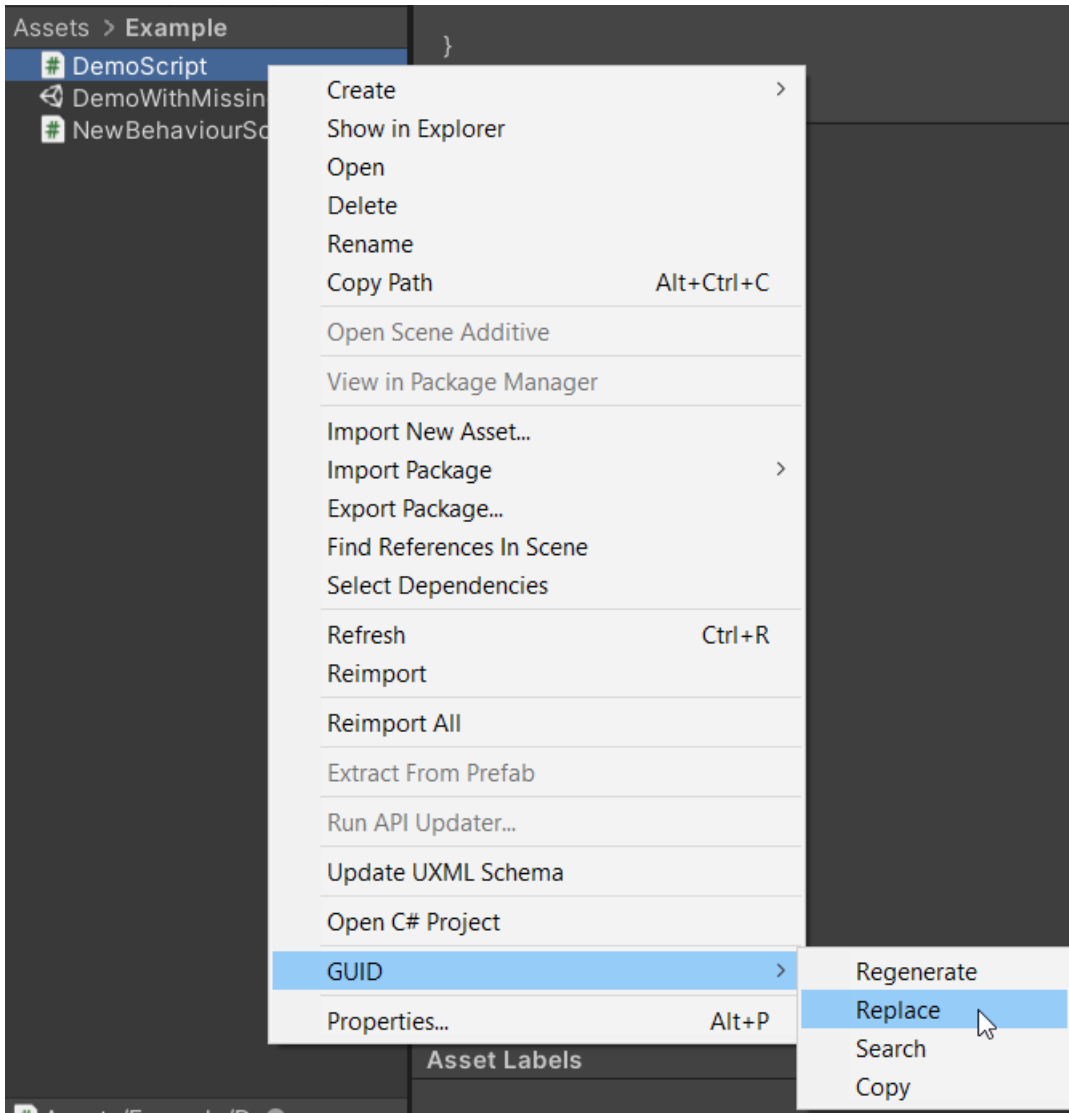 Assets > Example
}
# DemoScript
DemoWithMissin
# NewBehaviourSc
Create >
Show in Explorer
Open
Delete
Rename
Copy Path Alt+Ctrl+C
Open Scene Additive
View in Package Manager
Import New Asset...
Import Package >
Export Package...
Find References In Scene
Select Dependencies
Refresh Ctrl+R
Reimport
Reimport All
Extract From Prefab
Run API Updater...
Update UXML Schema
Open C# Project
GUID >
Properties... Alt+P
Regenerate
Replace
Search
Copy
Asset Labels